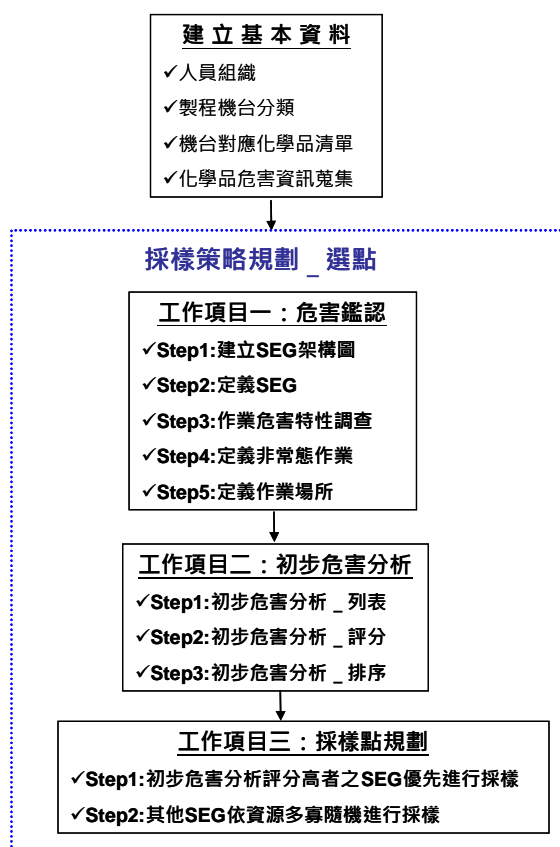 建 立 基 本 資 料
✓人員組織
✓製程機台分類
✓機台對應化學品清單
✓化學品危害資訊蒐集
採樣策略規劃 _ 選點
工作項目一：危害鑑認
✓Step1:建立SEG架構圖
✓Step2:定義SEG
✓Step3:作業危害特性調查
✓Step4:定義非常態作業
✓Step5:定義作業場所
工作項目二：初步危害分析
✓Step1:初步危害分析 _ 列表
✓Step2:初步危害分析 _ 評分
✓Step3:初步危害分析 _ 排序
工作項目三：採樣點規劃
✓Step1:初步危害分析評分高者之SEG優先進行採樣
✓Step2:其他SEG依資源多寡隨機進行採樣